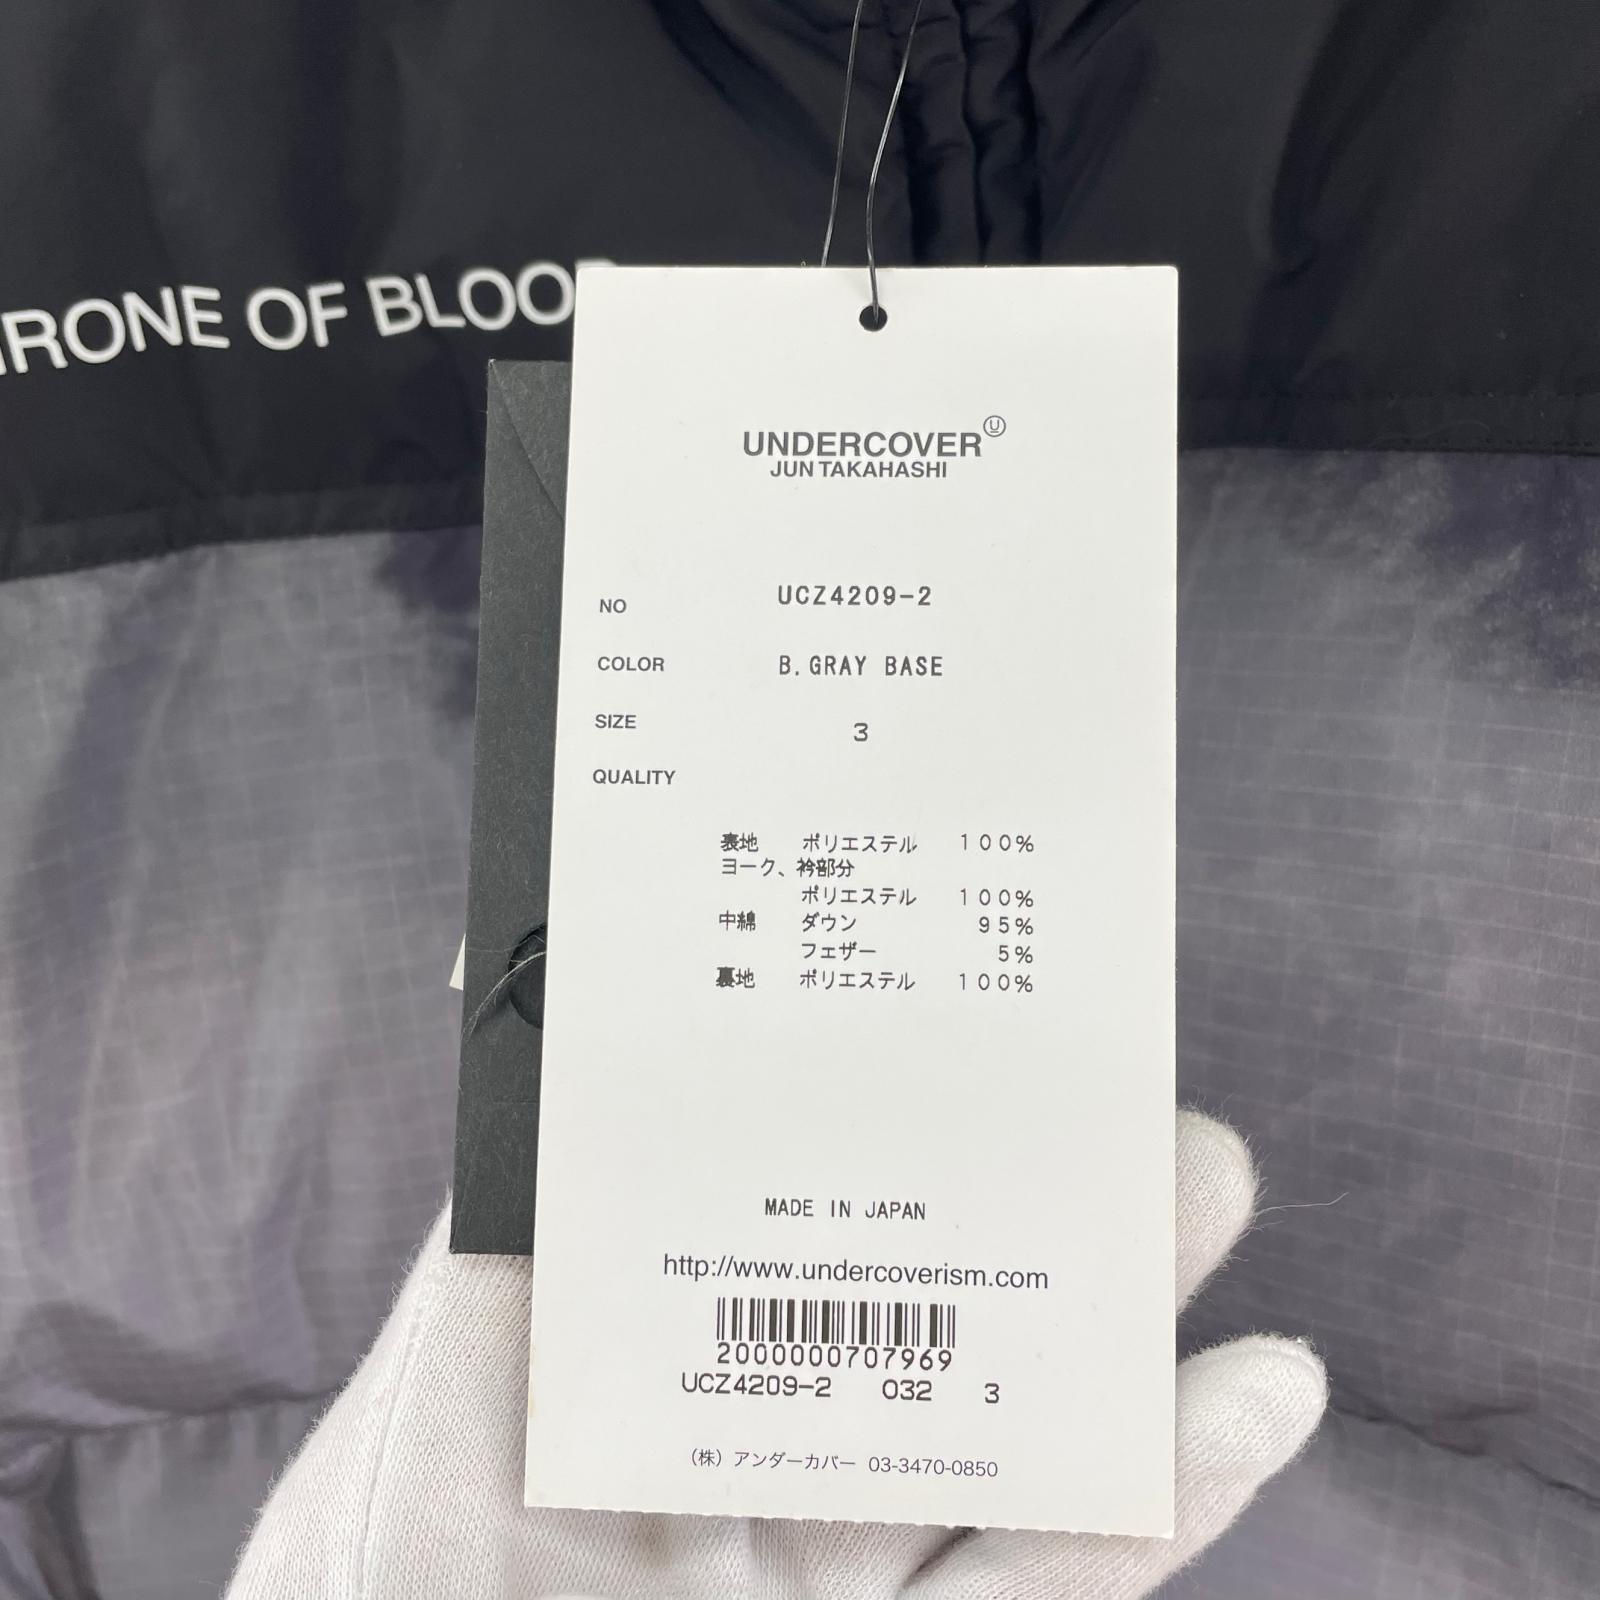 THRONE OF BLOOD
UNDERCOVER Ⓤ
JUN TAKAHASHI
NO UCZ4209-2
COLOR B.GRAY BASE
SIZE 3
QUALITY
表地 ポリエステル 100%
ヨーク、衿部分
ポリエステル 100%
中綿 ダウン 95%
フェザー 5%
裏地 ポリエステル 100%
MADE IN JAPAN
http://www.undercoverism.com
2000000707969
UCZ4209-2 032 3
(株) アンダーカバー 03-3470-0850